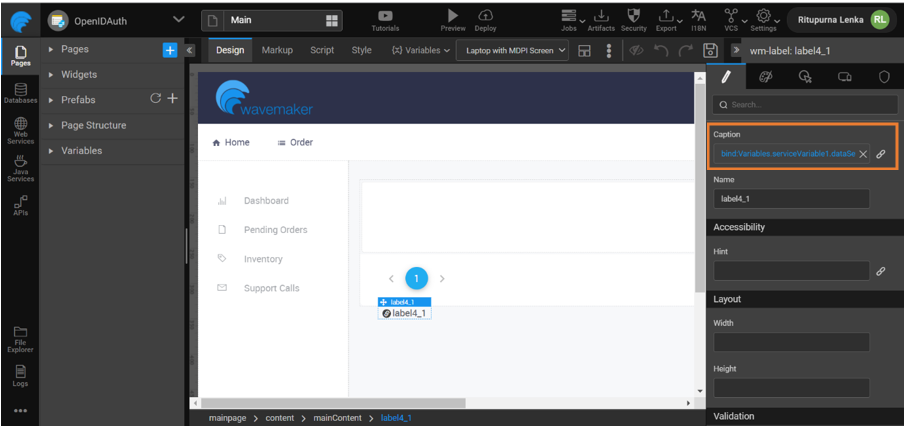 OpenIDAuth
Main
Tutorials
Preview
Deploy
Jobs
Artifacts
Security
Export
I18N
VCS
Settings
Ritupurna Lenka
RL
Pages
Databases
Web
Services
Java
Services
APIs
File
Explorer
Logs
Pages
Widgets
Prefabs
Page Structure
Variables
Design
Markup
Script
Style
{x} Variables
Laptop with MDPI Screen
wm-label: label4_1
wavemaker
Home
Order
Dashboard
Pending Orders
Inventory
Support Calls
1
label4_1
label4_1
mainpage > content > mainContent > label4_1
Search...
Caption
bind:Variables.serviceVariable1.dataSe
Name
label4_1
Accessibility
Hint
Layout
Width
Height
Validation